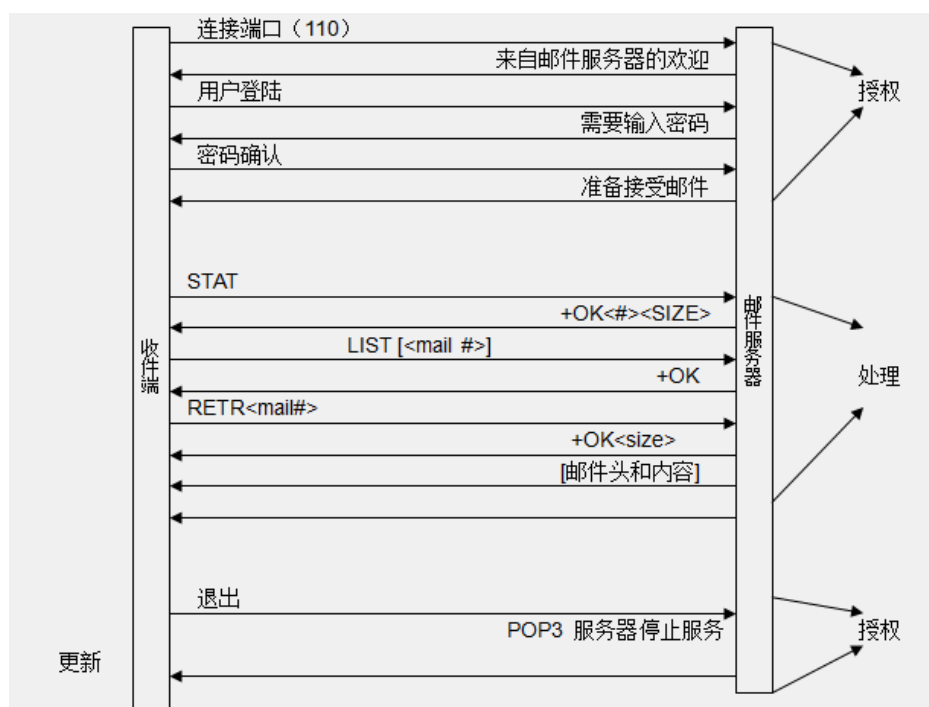 连接端口（110）
来自邮件服务器的欢迎
用户登陆
授权
需要输入密码
密码确认
准备接受邮件
STAT
+OK<#><SIZE>
收件端
LIST [<mail #>]
邮件服务器
+OK
处理
RETR<mail#>
+OK<size>
[邮件头和内容]
退出
POP3 服务器停止服务
授权
更新